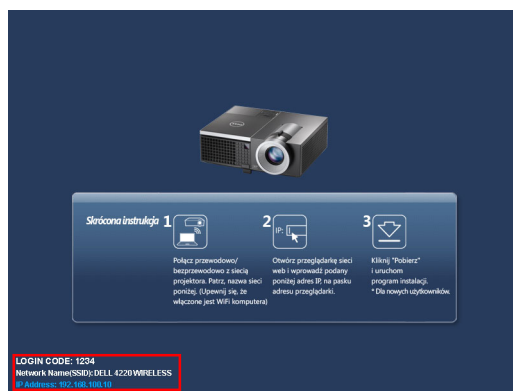 Skrócona instrukcja
1
Połącz przewodowo/
bezprzewodowo z siecią
projektora. Patrz, nazwa sieci
poniżej. (Upewnij się, że
włączone jest WiFi komputera)
2
IP:
Otwórz przeglądarkę sieci
web i wprowadź podany
poniżej adres IP, na pasku
adresu przeglądarki.
3
Kliknij "Pobierz"
i uruchom
program instalacji.
* Dla nowych użytkowników.
LOGIN CODE: 1234
Network Name(SSID): DELL 4220 WIRELESS
IP Address: 192.168.100.10